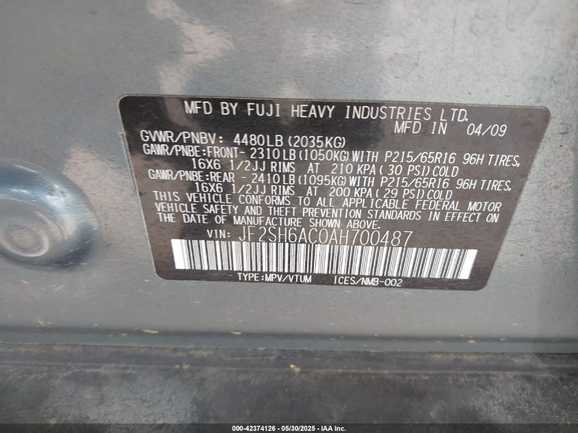 MFD BY FUJI HEAVY INDUSTRIES LTD.
MFD IN 04/09
GVWR/PNBV: 4480LB(2035KG)
GAWR/PNBE:FRONT-2310LB(1050KG)WITH P215/65R16 96H TIRES,
16X6 1/2JJ RIMS AT 210 KPA(30 PSI)COLD
GAWR/PNBE:REAR -2410LB(1095KG)WITH P215/65R16 96H TIRES,
16X6 1/2JJ RIMS AT 200 KPA(29 PSI)COLD
THIS VEHICLE CONFORMS TO ALL APPLICABLE FEDERAL MOTOR
VEHICLE SAFETY AND THEFT PREVENTION STANDARDS IN EFFECT ON
THE DATE OF MANUFACTURE SHOWN ABOVE.
VIN: JF2SH6AC0AH700487
TYPE:MPV/VTUM ICES/NMB-002
000-42374126 - 05/30/2025 - www.iaai.com